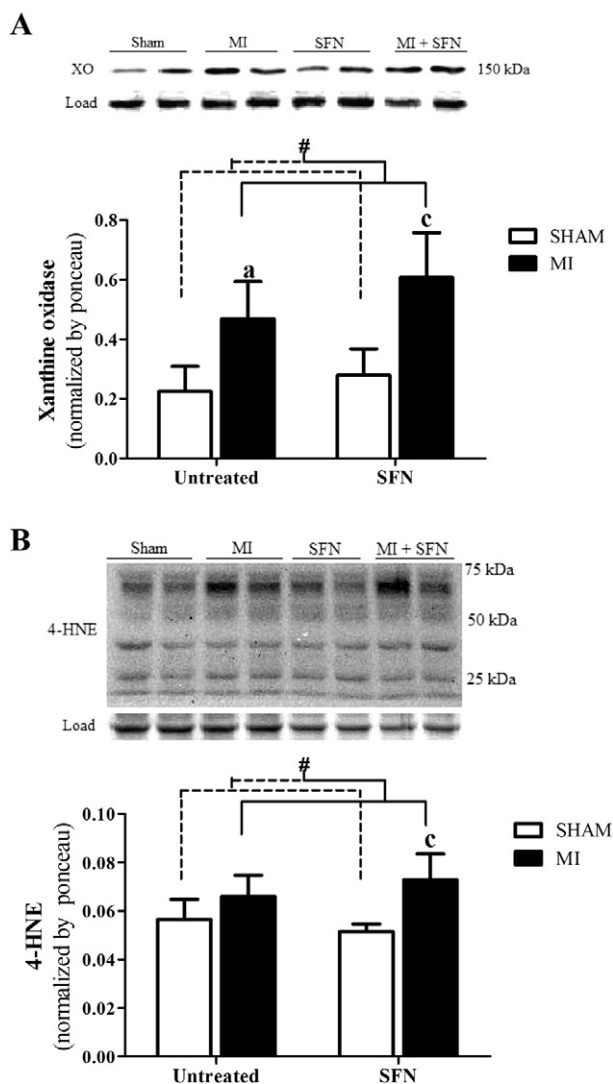 A
Sham MI SFN MI + SFN
XO 150 kDa
Load
#
0.8
0.6
0.4
0.2
0.0
Xanthine oxidase
(normalized by ponceau)
a
c
SHAM
MI
Untreated SFN
B
Sham MI SFN MI + SFN
75 kDa
4-HNE
50 kDa
25 kDa
Load
#
0.10
0.08
0.06
0.04
0.02
0.00
4-HNE
(normalized by ponceau)
c
SHAM
MI
Untreated SFN